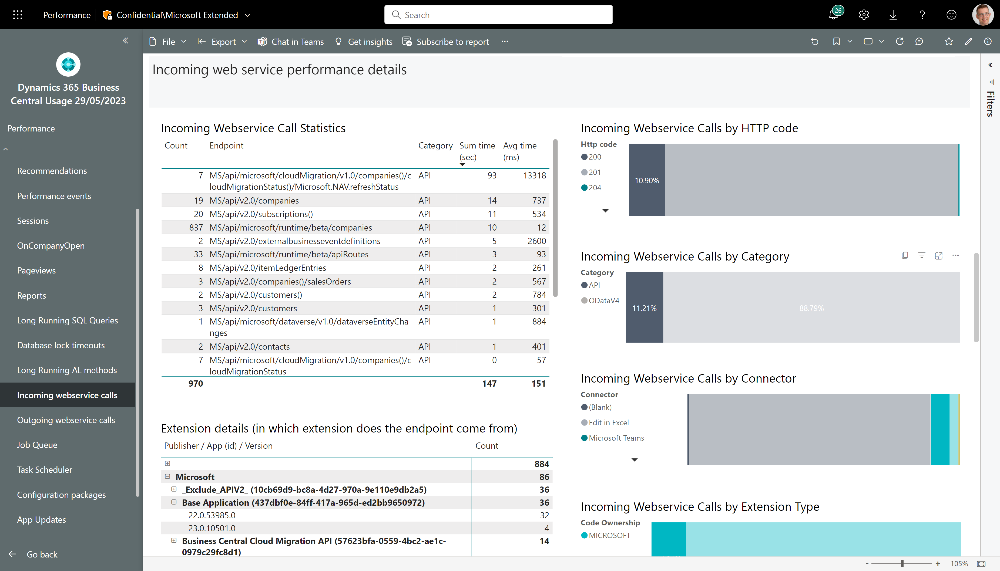 Performance
Confidential\Microsoft Extended
Search
26
File
Export
Chat in Teams
Get insights
Subscribe to report
Dynamics 365 Business
Central Usage 29/05/2023
Performance
Recommendations
Performance events
Sessions
OnCompanyOpen
Pageviews
Reports
Long Running SQL Queries
Database lock timeouts
Long Running AL methods
Incoming webservice calls
Outgoing webservice calls
Job Queue
Task Scheduler
Configuration packages
App Updates
Go back
Incoming web service performance details
Filters
Incoming Webservice Call Statistics
Count Endpoint Category Sum time (sec) Avg time (ms)
7 MS/api/microsoft/cloudMigration/v1.0/companies()/c API 93 13318
loudMigrationStatus()/Microsoft.NAV.refreshStatus
19 MS/api/v2.0/companies API 14 737
20 MS/api/v2.0/subscriptions() API 11 534
837 MS/api/microsoft/runtime/beta/companies API 10 12
2 MS/api/v2.0/externalbusinesseventdefinitions API 5 2600
33 MS/api/microsoft/runtime/beta/apiRoutes API 3 93
8 MS/api/v2.0/itemLedgerEntries API 2 261
3 MS/api/v2.0/companies()/salesOrders API 2 567
2 MS/api/v2.0/customers() API 2 784
3 MS/api/v2.0/customers API 1 301
1 MS/api/microsoft/dataverse/v1.0/dataverseEntityCha API 1 884
nges
2 MS/api/v2.0/contacts API 1 401
7 MS/api/microsoft/cloudMigration/v1.0/companies()/c API 0 57
loudMigrationStatus
970 147 151
Extension details (in which extension does the endpoint come from)
Publisher / App (id) / Version Count
884
Microsoft 86
_Exclude_APIV2_ (10cb69d9-bc8a-4d27-970a-9e110e9db2a5) 36
Base Application (437dbf0e-84ff-417a-965d-ed2bb9650972) 36
22.0.53985.0 32
23.0.10501.0 4
Business Central Cloud Migration API (57623bfa-0559-4bc2-ae1c- 14
0979c29fc8d1)
Incoming Webservice Calls by HTTP code
Http code
200
201
204
10.90%
Incoming Webservice Calls by Category
Category
API
ODataV4
11.21%
88.79%
Incoming Webservice Calls by Connector
Connector
(Blank)
Edit in Excel
Microsoft Teams
Incoming Webservice Calls by Extension Type
Code Ownership
MICROSOFT
- + 105%